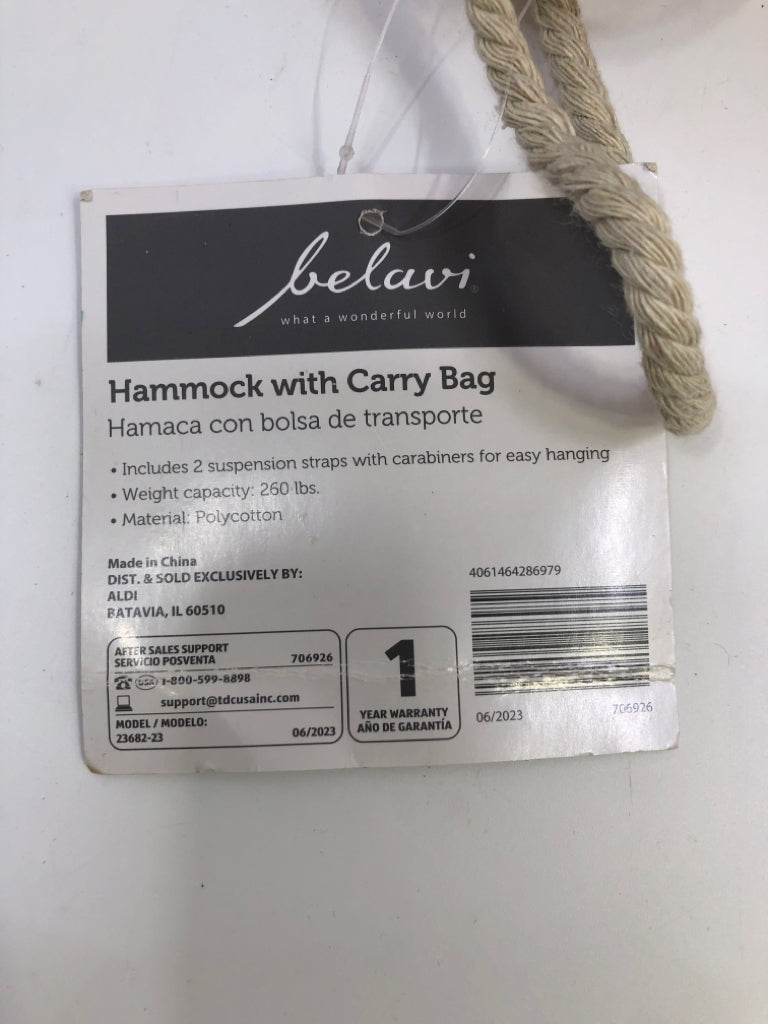 belavi®
what a wonderful world
Hammock with Carry Bag
Hamaca con bolsa de transporte
• Includes 2 suspension straps with carabiners for easy hanging
• Weight capacity: 260 lbs.
• Material: Polycotton
Made in China
DIST. & SOLD EXCLUSIVELY BY:
ALDI
BATAVIA, IL 60510
AFTER SALES SUPPORT
SERVICIO POSVENTA 706926
USA 1-800-599-8898
support@tdcusainc.com
MODEL / MODELO:
23682-23 06/2023
1
YEAR WARRANTY
AÑO DE GARANTÍA
4061464286979
06/2023 706926